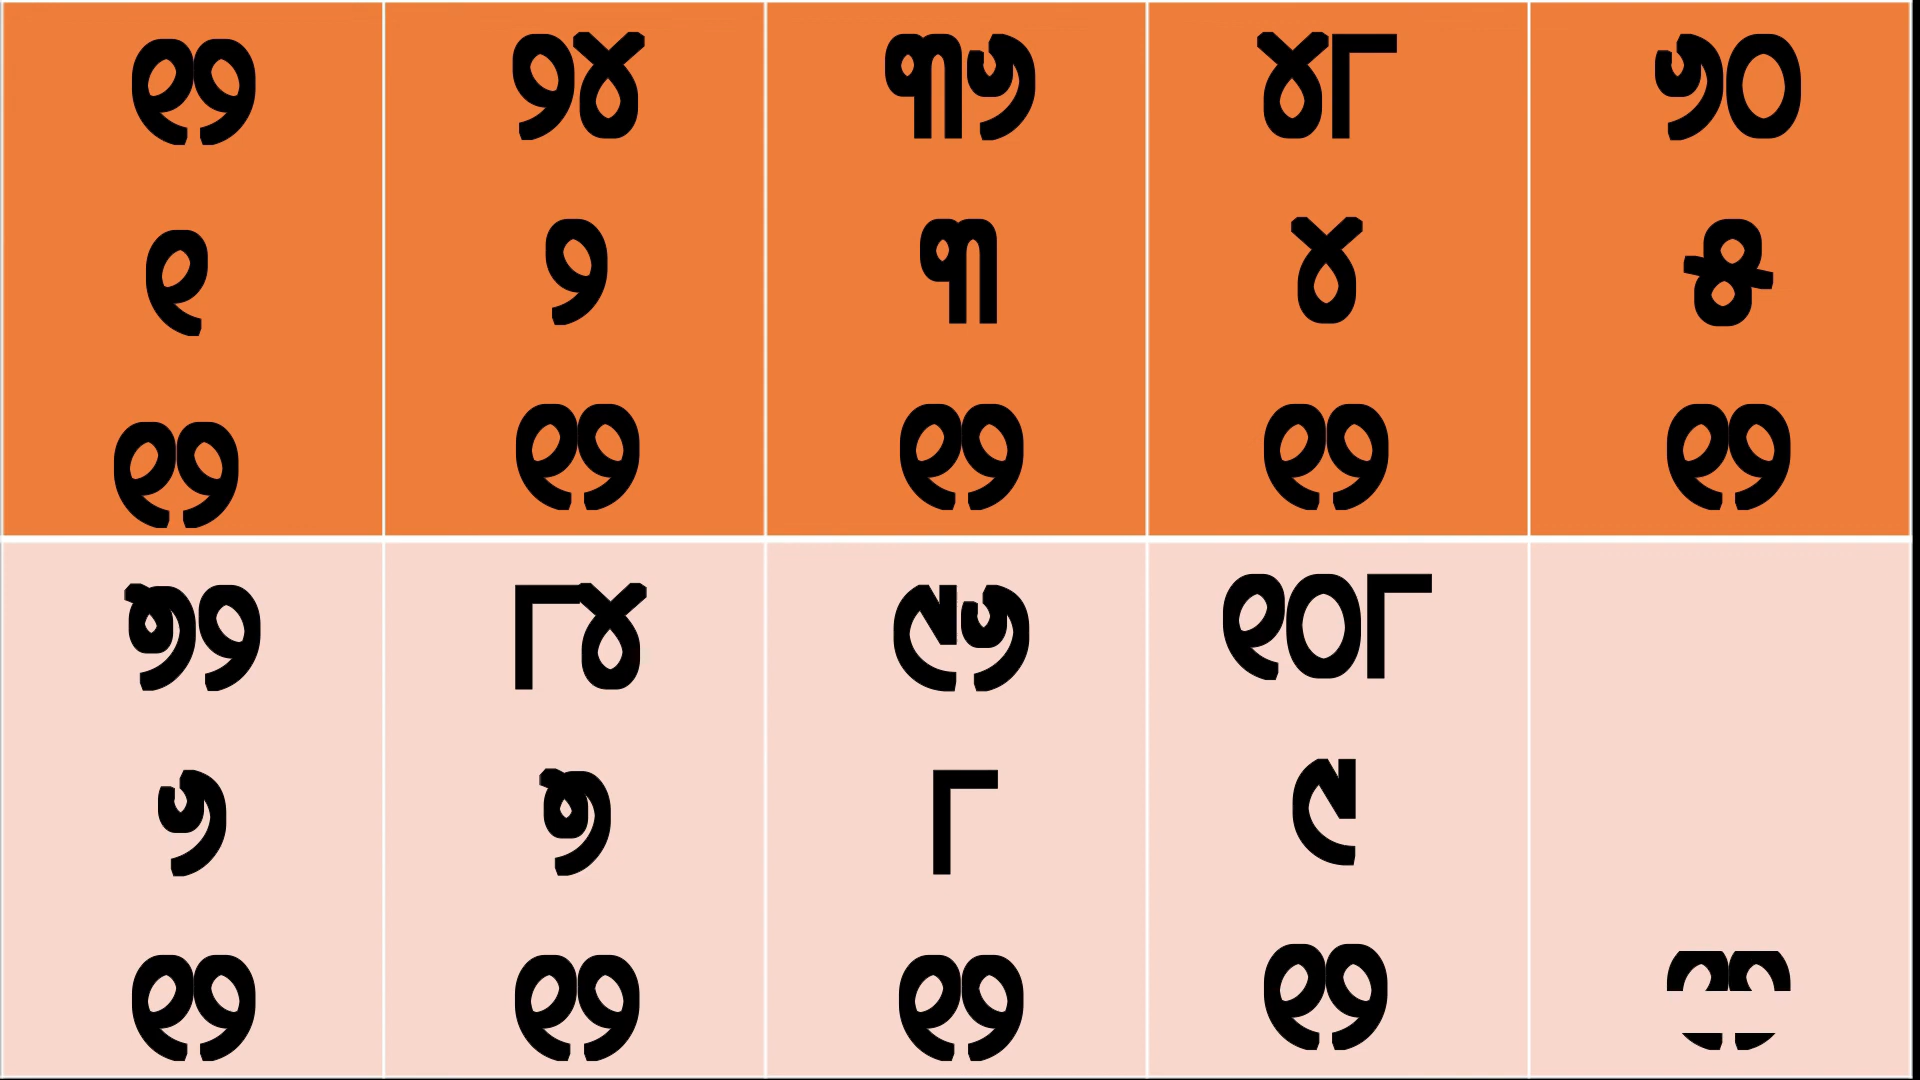 ୧୨ ୨୪ ୩୬ ୪୮ ୬୦
୧ ୨ ୩ ୪ ୫
୧୨ ୧୨ ୧୨ ୧୨ ୧୨
୭୨ ୮୪ ୯୬ ୧୦୮
୬ ୭ ୮ ୯
୧୨ ୧୨ ୧୨ ୧୨